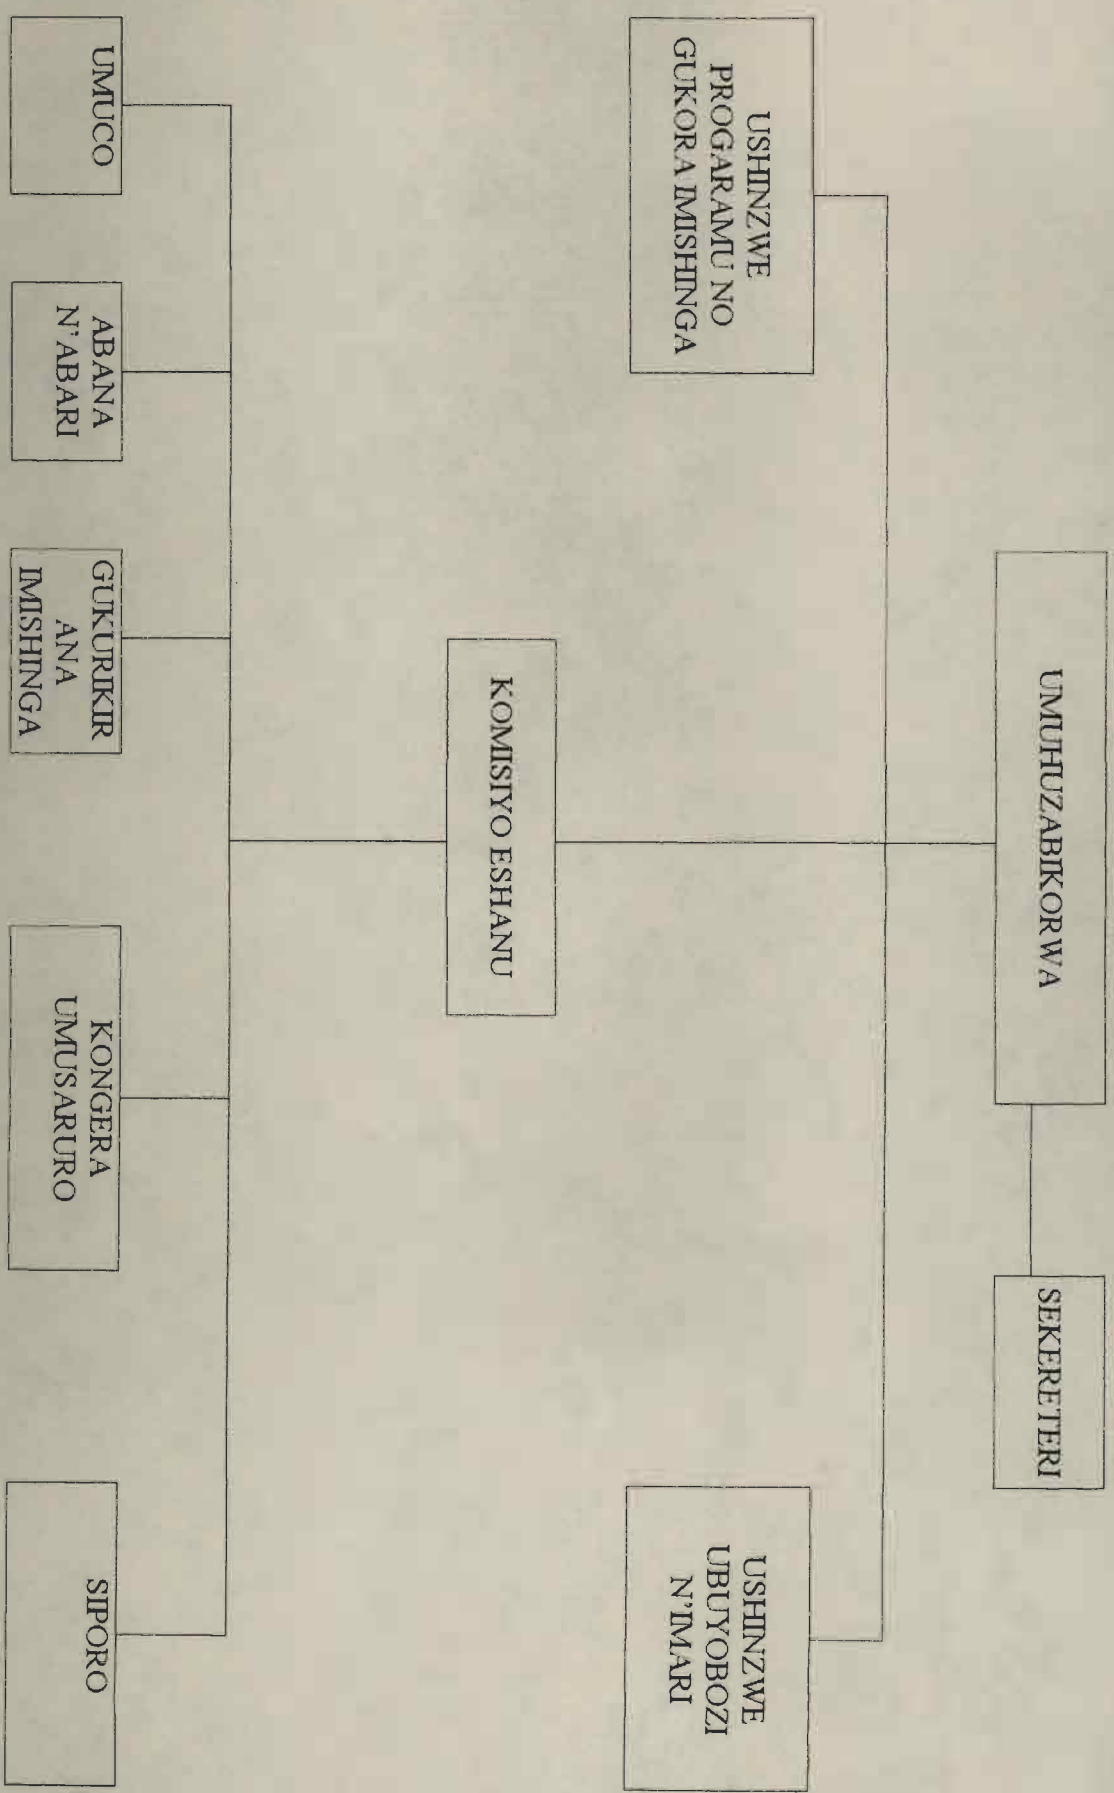 UMUHUZABIKORWA
SEKERETERI
USHINZWE
PROGARAMU NO
GUKORA IMISHINGA
USHINZWE
UBUYOBOZI
N'IMARI
KOMISIYO ESHANU
UMUCO
ABANA
N'ABARI
GUKURIKIR
ANA
IMISHINGA
KONGERA
UMUSARURO
SIPORO